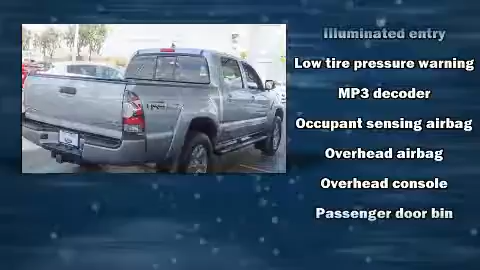 Illuminated entry
Low tire pressure warning
MP3 decoder
Occupant sensing airbag
Overhead airbag
Overhead console
Passenger door bin